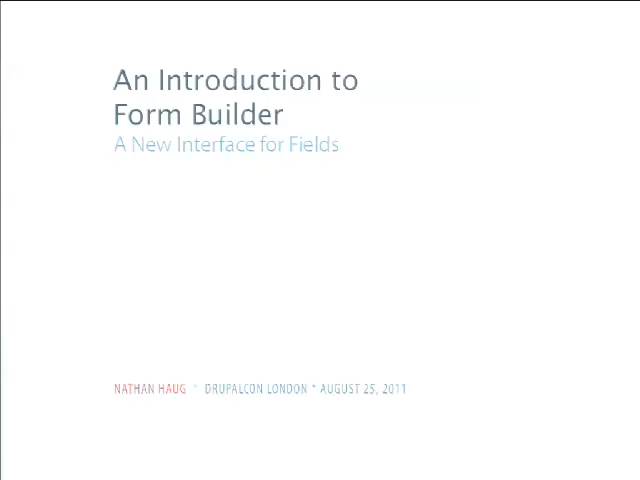 An Introduction to
Form Builder
A New Interface for Fields
NATHAN HAUG * DRUPALCON LONDON * AUGUST 25, 2011